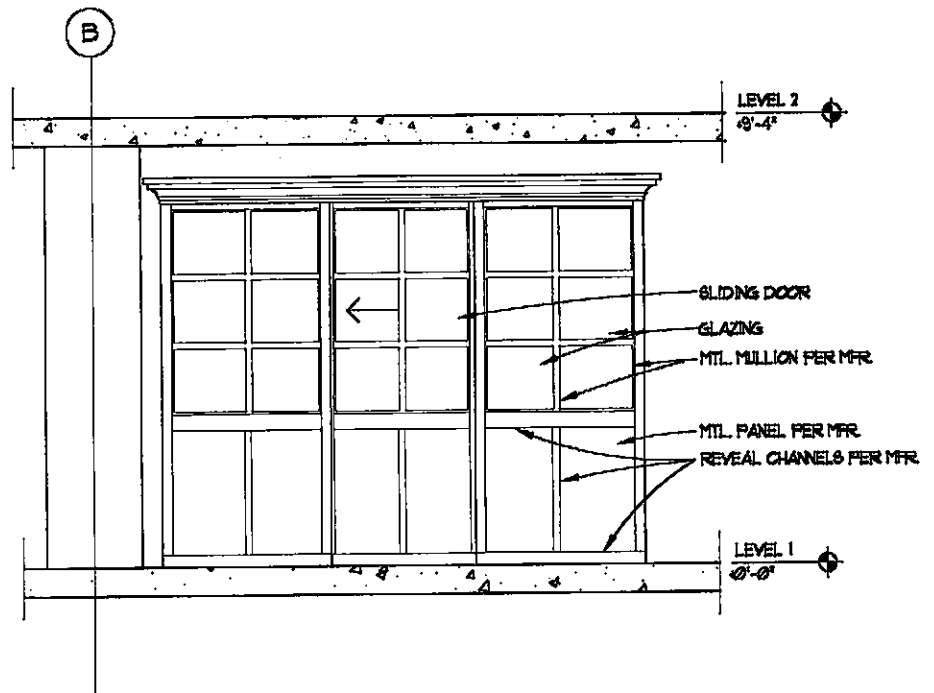 B
LEVEL 2
+9'-4"
SLIDING DOOR
GLAZING
MTL. MULLION PER MFR.
MTL. PANEL PER MFR.
REVEAL CHANNELS PER MFR.
LEVEL 1
+0'-0"